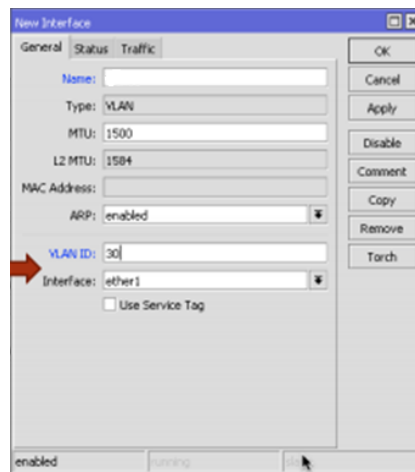 New Interface
General Status Traffic
Name:
Type: VLAN
MTU: 1500
L2 MTU: 1584
MAC Address:
ARP: enabled
VLAN ID: 30
Interface: ether1
Use Service Tag
OK
Cancel
Apply
Disable
Comment
Copy
Remove
Torch
enabled
running